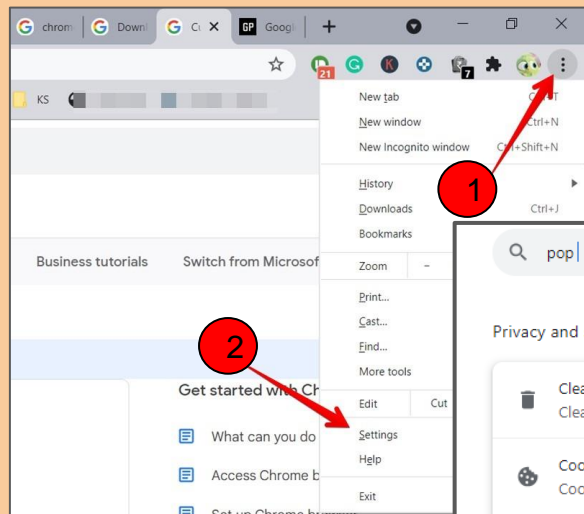 chrom
Downl
GP
Googl
21
7
KS
New tab
New window
Ctrl+N
New Incognito window
1
History
Downloads
Ctrl+J
Bookmarks
Business tutorials
Switch from Microsof
Zoom
-
pop
Print...
Cast...
Find...
Privacy and
2
More tools
Get started with Ch
Edit
Cut
Clea
Clea
What can you do
Settings
Access Chrome b
Help
Coo
Coo
Exit